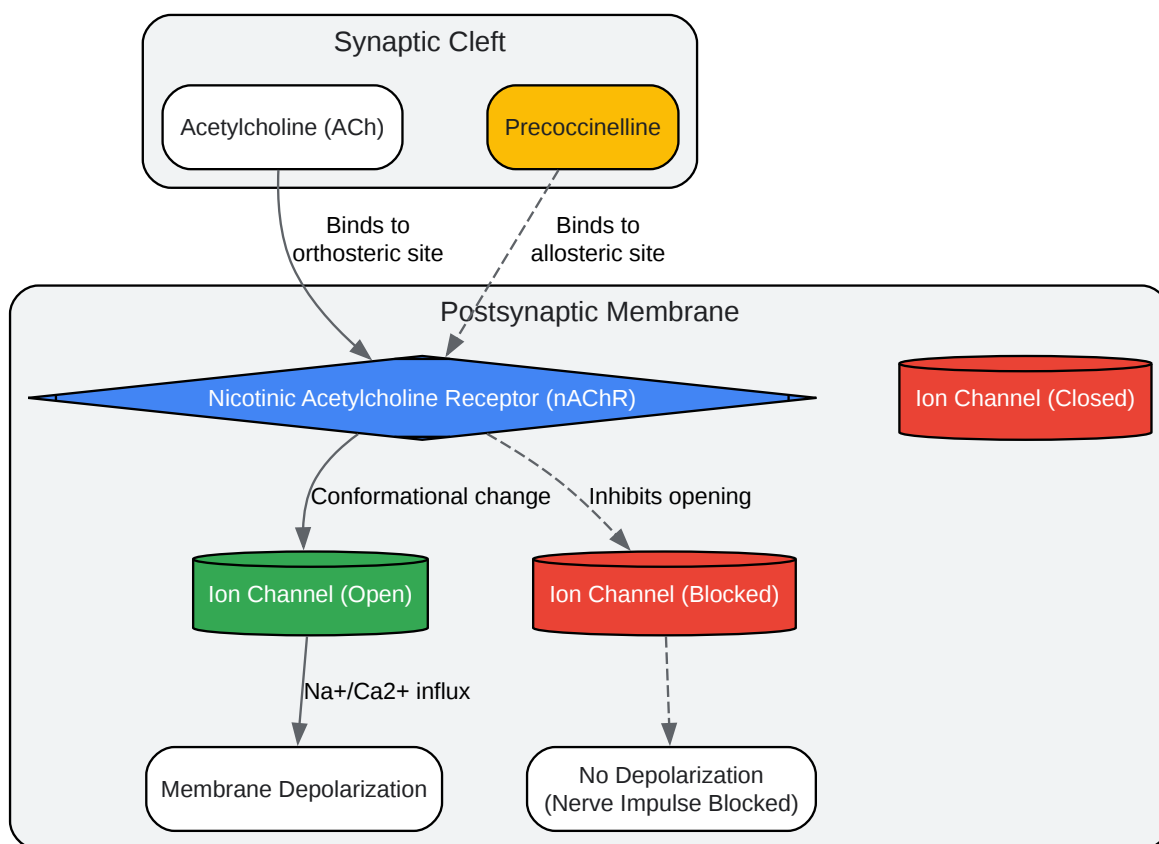 Synaptic Cleft
Acetylcholine (ACh)
Precoccinelline
Binds to
orthosteric site
Binds to
allosteric site
Postsynaptic Membrane
Nicotinic Acetylcholine Receptor (nAChR)
Ion Channel (Closed)
Conformational change
Inhibits opening
Ion Channel (Open)
Ion Channel (Blocked)
Na+/Ca2+ influx
Membrane Depolarization
No Depolarization
(Nerve Impulse Blocked)